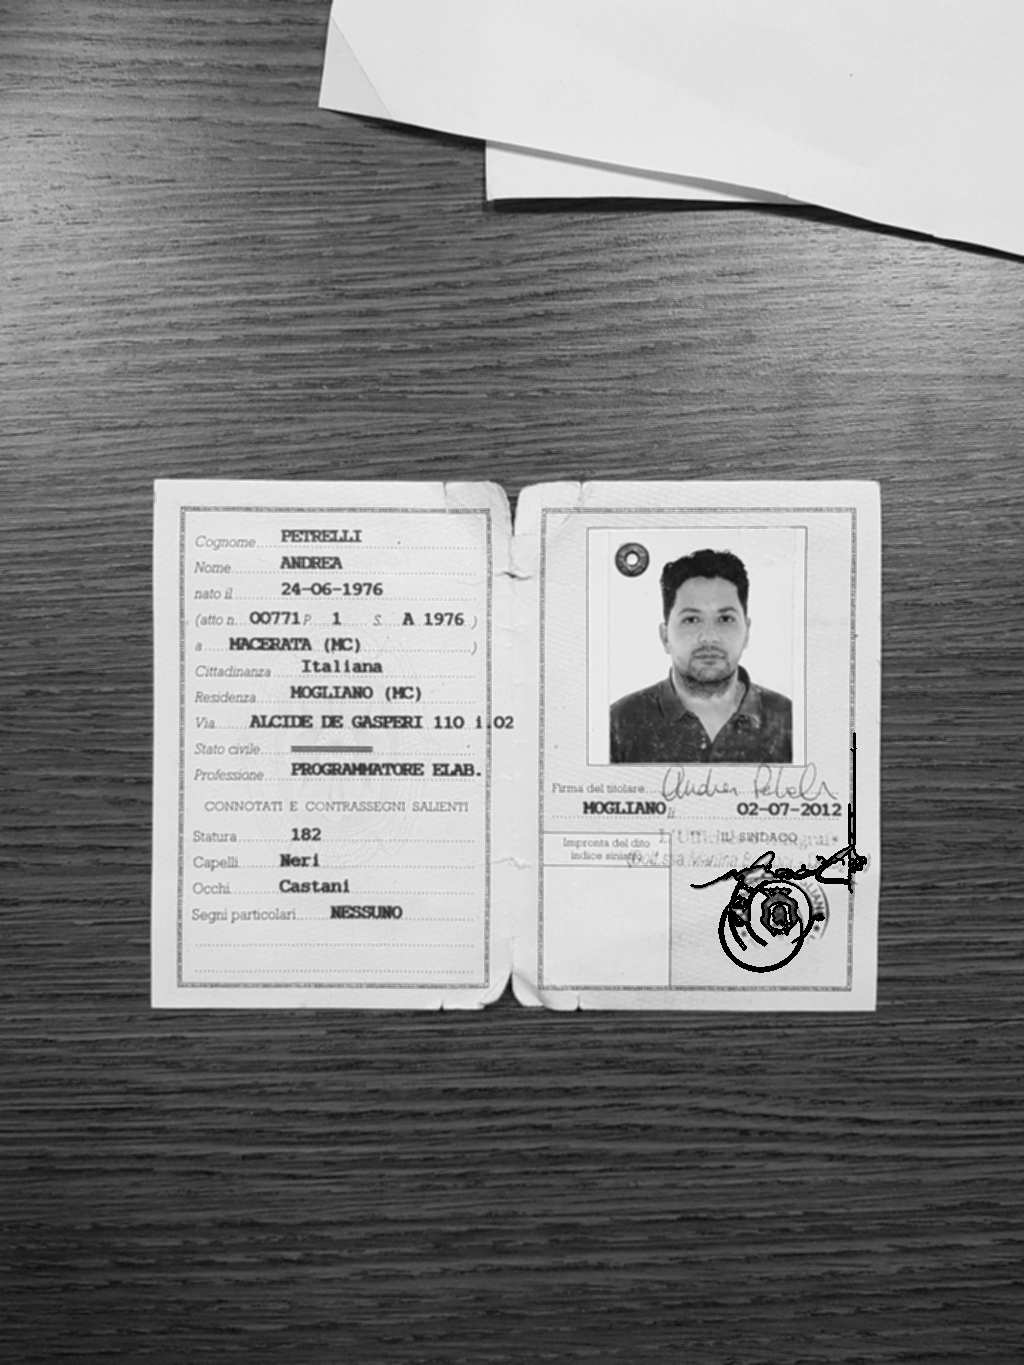 Cognome PETRELLI
Nome ANDREA
nato il 24-06-1976
(atto n. 00771 P. 1 S. A 1976 )
a MACERATA (MC) )
Cittadinanza Italiana
Residenza MOGLIANO (MC)
Via ALCIDE DE GASPERI 110 i.02
Stato civile
Professione PROGRAMMATORE ELAB.
CONNOTATI E CONTRASSEGNI SALIENTI
Statura 182
Capelli Neri
Occhi Castani
Segni particolari NESSUNO
Firma del titolare Andrea
MOGLIANO li 02-07-2012
IL SINDACO
Impronta del dito
indice sinistro